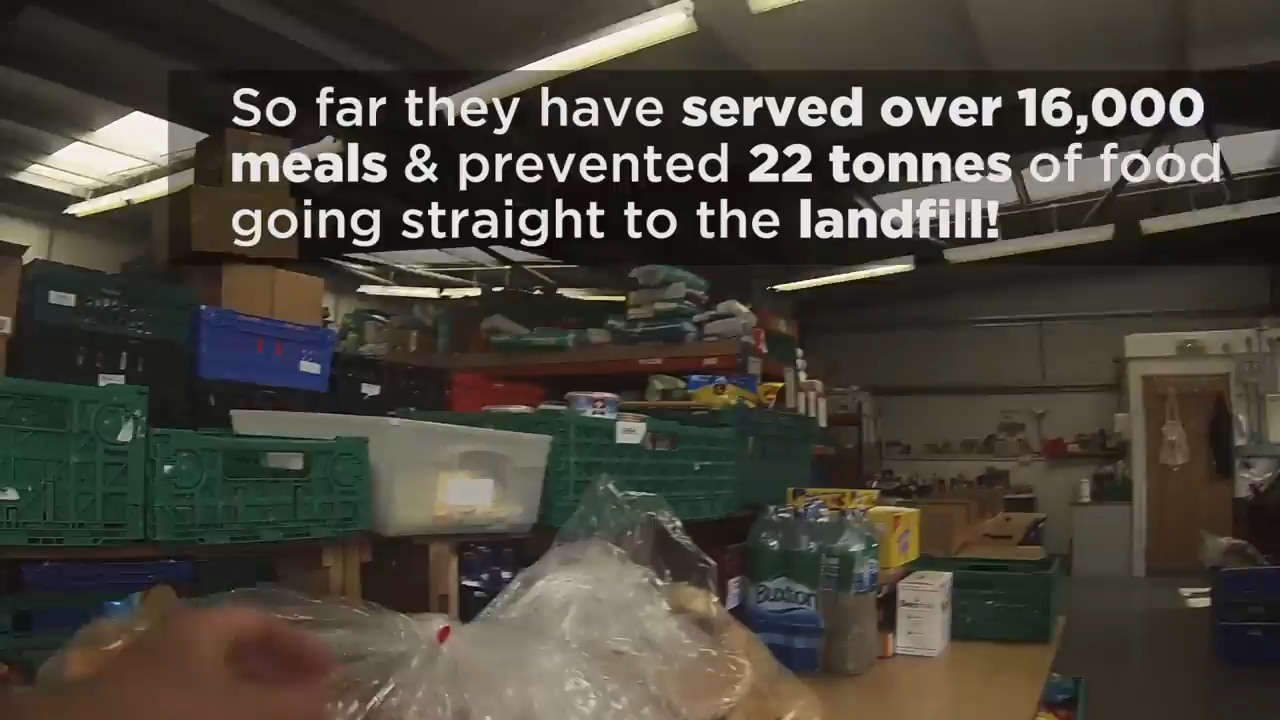 So far they have served over 16,000
meals & prevented 22 tonnes of food
going straight to the landfill!
Buxton